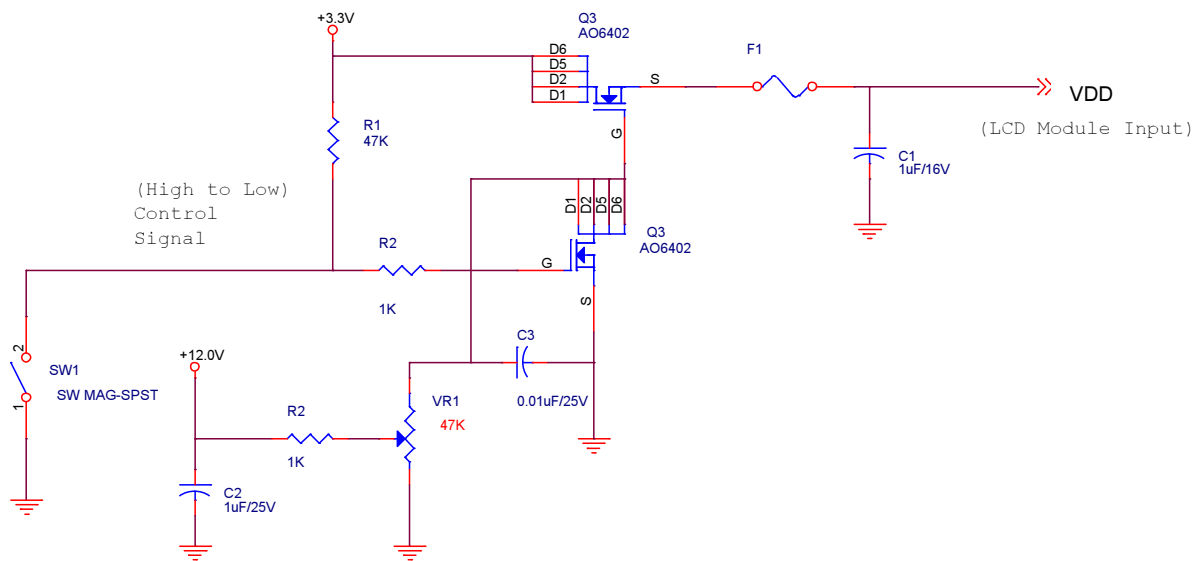 +3.3V
Q3
AO6402
D6
D5
D2
D1
S
G
F1
VDD
(LCD Module Input)
R1
47K
C1
1uF/16V
(High to Low)
Control
Signal
D1
D2
D5
D6
Q3
AO6402
R2
1K
G
S
2
1
SW1
SW MAG-SPST
+12.0V
C3
0.01uF/25V
R2
1K
VR1
47K
C2
1uF/25V